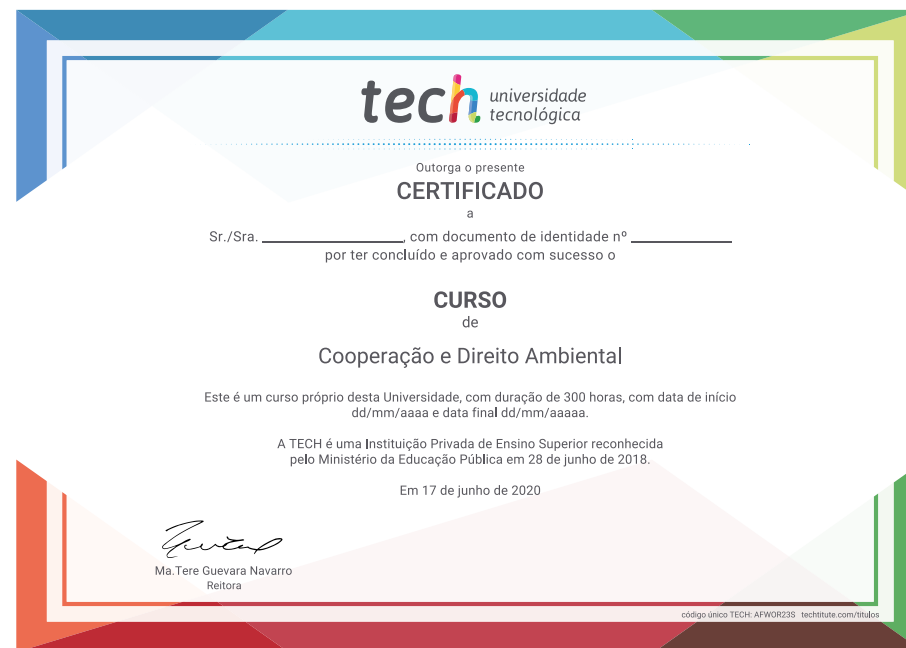 tech universidade
tecnológica
Outorga o presente
CERTIFICADO
a
Sr./Sra. ________________, com documento de identidade nº ____________
por ter concluído e aprovado com sucesso o
CURSO
de
Cooperação e Direito Ambiental
Este é um curso próprio desta Universidade, com duração de 300 horas, com data de início
dd/mm/aaaa e data final dd/mm/aaaaa.
A TECH é uma Instituição Privada de Ensino Superior reconhecida
pelo Ministério da Educação Pública em 28 de junho de 2018.
Em 17 de junho de 2020
Ma.Tere Guevara Navarro
Reitora
código único TECH: AFWOR23S techtitute.com/titulos